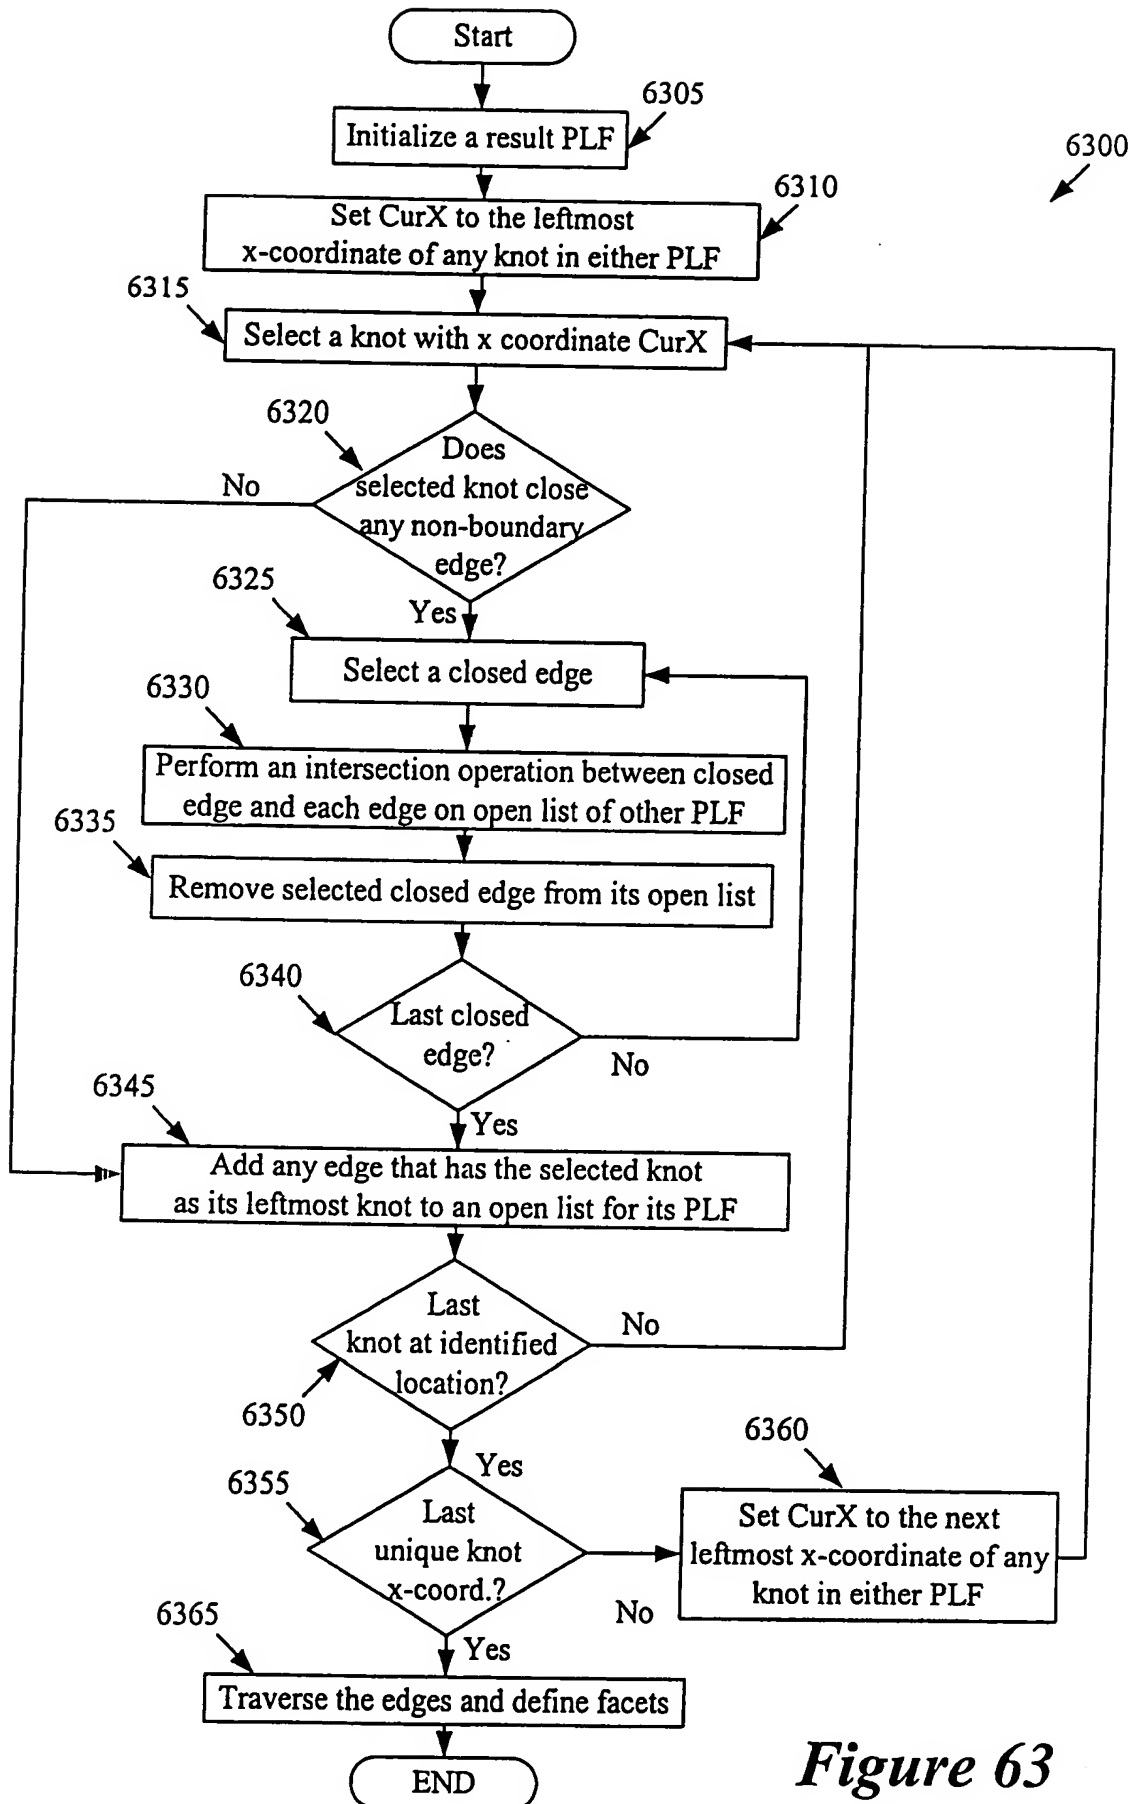 Start
6305
Initialize a result PLF
6300
6310
Set CurX to the leftmost
x-coordinate of any knot in either PLF
6315
Select a knot with x coordinate CurX
6320
Does
selected knot close
any non-boundary
edge?
No
6325
Yes
Select a closed edge
6330
Perform an intersection operation between closed
edge and each edge on open list of other PLF
6335
Remove selected closed edge from its open list
6340
Last closed
edge?
No
6345
Yes
Add any edge that has the selected knot
as its leftmost knot to an open list for its PLF
Last
knot at identified
location?
No
6350
6360
Yes
6355
Last
unique knot
x-coord.?
Set CurX to the next
leftmost x-coordinate of any
knot in either PLF
No
6365
Yes
Traverse the edges and define facets
END
Figure 63